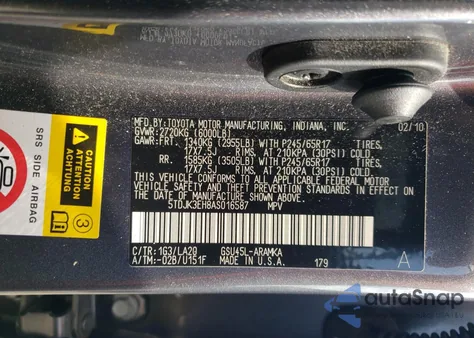 MFD.BY: TOYOTA MOTOR MANUFACTURING, INDIANA, INC. 02/10
GVWR: 2720KG (6000LB)
GAWR: FRT. 1340KG (2955LB) WITH P245/65R17 TIRES,
17X7.5J RIMS, AT 210KPA (30PSI) COLD
RR. 1585KG (3505LB) WITH P245/65R17 TIRES,
17X7.5J RIMS, AT 210KPA (30PSI) COLD
THIS VEHICLE CONFORMS TO ALL APPLICABLE FEDERAL MOTOR
VEHICLE SAFETY AND THEFT PREVENTION STANDARDS IN EFFECT
ON THE DATE OF MANUFACTURE SHOWN ABOVE.
5TDJK3EH8AS016587 MPV
C/TR: 1G3/LA20 GSU45L-ARAMKA
A/TM: -028/U151F MADE IN U.S.A. 179 A
SRS SIDE AIRBAG
autoSnap